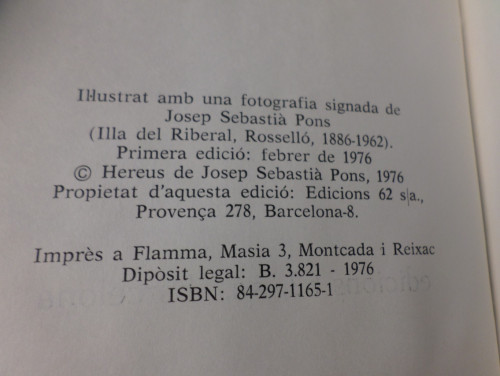 Il·lustrat amb una fotografia signada de
Josep Sebastià Pons
(Illa del Riberal, Rosselló, 1886-1962).
Primera edició: febrer de 1976
© Hereus de Josep Sebastià Pons, 1976
Propietat d'aquesta edició: Edicions 62 s|a.,
Provença 278, Barcelona-8.
Imprès a Flamma, Masia 3, Montcada i Reixac
Dipòsit legal: B. 3.821 - 1976
ISBN: 84-297-1165-1